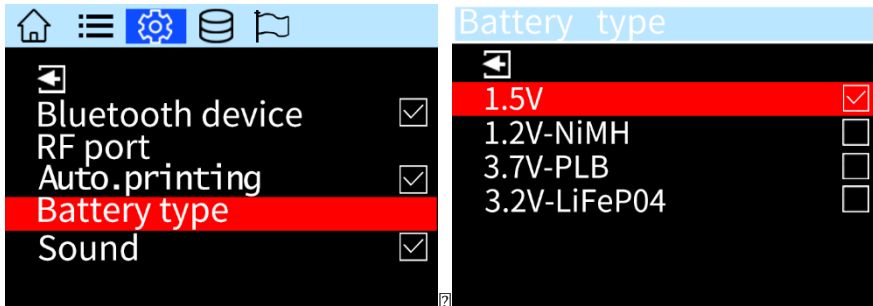 Bluetooth device
RF port
Auto.printing
Battery type
Sound
Battery type
1.5V
1.2V-NiMH
3.7V-PLB
3.2V-LiFeP04
?